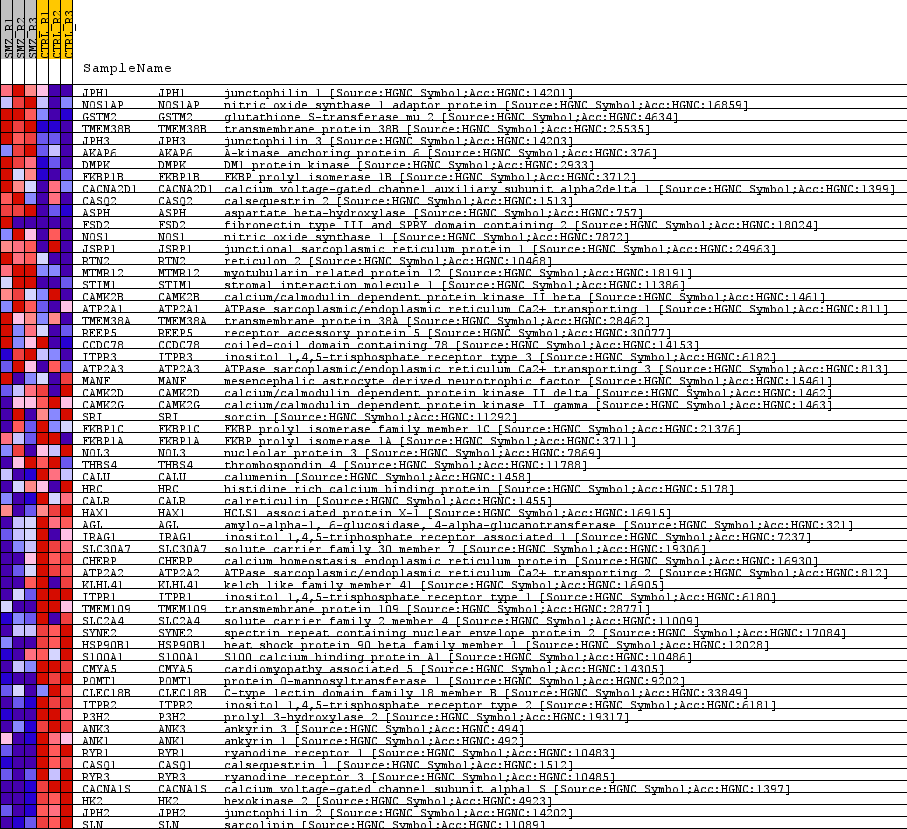 SMZ_R1 SMZ_R2 SMZ_R3 CTRL_R1 CTRL_R2 CTRL_R3
SampleName
JPH1 JPH1 junctophilin 1 [Source:HGNC Symbol;Acc:HGNC:14201]
NOS1AP NOS1AP nitric oxide synthase 1 adaptor protein [Source:HGNC Symbol;Acc:HGNC:16859]
GSTM2 GSTM2 glutathione S-transferase mu 2 [Source:HGNC Symbol;Acc:HGNC:4634]
TMEM38B TMEM38B transmembrane protein 38B [Source:HGNC Symbol;Acc:HGNC:25535]
JPH3 JPH3 junctophilin 3 [Source:HGNC Symbol;Acc:HGNC:14203]
AKAP6 AKAP6 A-kinase anchoring protein 6 [Source:HGNC Symbol;Acc:HGNC:376]
DMPK DMPK DM1 protein kinase [Source:HGNC Symbol;Acc:HGNC:2933]
FKBP1B FKBP1B FKBP prolyl isomerase 1B [Source:HGNC Symbol;Acc:HGNC:3712]
CACNA2D1 CACNA2D1 calcium voltage-gated channel auxiliary subunit alpha2delta 1 [Source:HGNC Symbol;Acc:HGNC:1399]
CASQ2 CASQ2 calsequestrin 2 [Source:HGNC Symbol;Acc:HGNC:1513]
ASPH ASPH aspartate beta-hydroxylase [Source:HGNC Symbol;Acc:HGNC:757]
FSD2 FSD2 fibronectin type III and SPRY domain containing 2 [Source:HGNC Symbol;Acc:HGNC:18024]
NOS1 NOS1 nitric oxide synthase 1 [Source:HGNC Symbol;Acc:HGNC:7872]
JSRP1 JSRP1 junctional sarcoplasmic reticulum protein 1 [Source:HGNC Symbol;Acc:HGNC:24963]
RTN2 RTN2 reticulon 2 [Source:HGNC Symbol;Acc:HGNC:10468]
MTMR12 MTMR12 myotubularin related protein 12 [Source:HGNC Symbol;Acc:HGNC:18191]
STIM1 STIM1 stromal interaction molecule 1 [Source:HGNC Symbol;Acc:HGNC:11386]
CAMK2B CAMK2B calcium/calmodulin dependent protein kinase II beta [Source:HGNC Symbol;Acc:HGNC:1461]
ATP2A1 ATP2A1 ATPase sarcoplasmic/endoplasmic reticulum Ca2+ transporting 1 [Source:HGNC Symbol;Acc:HGNC:811]
TMEM38A TMEM38A transmembrane protein 38A [Source:HGNC Symbol;Acc:HGNC:28462]
REEP5 REEP5 receptor accessory protein 5 [Source:HGNC Symbol;Acc:HGNC:30077]
CCDC78 CCDC78 coiled-coil domain containing 78 [Source:HGNC Symbol;Acc:HGNC:14153]
ITPR3 ITPR3 inositol 1,4,5-trisphosphate receptor type 3 [Source:HGNC Symbol;Acc:HGNC:6182]
ATP2A3 ATP2A3 ATPase sarcoplasmic/endoplasmic reticulum Ca2+ transporting 3 [Source:HGNC Symbol;Acc:HGNC:813]
MANF MANF mesencephalic astrocyte derived neurotrophic factor [Source:HGNC Symbol;Acc:HGNC:15461]
CAMK2D CAMK2D calcium/calmodulin dependent protein kinase II delta [Source:HGNC Symbol;Acc:HGNC:1462]
CAMK2G CAMK2G calcium/calmodulin dependent protein kinase II gamma [Source:HGNC Symbol;Acc:HGNC:1463]
SRI SRI sorcin [Source:HGNC Symbol;Acc:HGNC:11292]
FKBP1C FKBP1C FKBP prolyl isomerase family member 1C [Source:HGNC Symbol;Acc:HGNC:21376]
FKBP1A FKBP1A FKBP prolyl isomerase 1A [Source:HGNC Symbol;Acc:HGNC:3711]
NOL3 NOL3 nucleolar protein 3 [Source:HGNC Symbol;Acc:HGNC:7869]
THBS4 THBS4 thrombospondin 4 [Source:HGNC Symbol;Acc:HGNC:11788]
CALU CALU calumenin [Source:HGNC Symbol;Acc:HGNC:1458]
HRC HRC histidine rich calcium binding protein [Source:HGNC Symbol;Acc:HGNC:5178]
CALR CALR calreticulin [Source:HGNC Symbol;Acc:HGNC:1455]
HAX1 HAX1 HCLS1 associated protein X-1 [Source:HGNC Symbol;Acc:HGNC:16915]
AGL AGL amylo-alpha-1, 6-glucosidase, 4-alpha-glucanotransferase [Source:HGNC Symbol;Acc:HGNC:321]
IRAG1 IRAG1 inositol 1,4,5-triphosphate receptor associated 1 [Source:HGNC Symbol;Acc:HGNC:7237]
SLC30A7 SLC30A7 solute carrier family 30 member 7 [Source:HGNC Symbol;Acc:HGNC:19306]
CHERP CHERP calcium homeostasis endoplasmic reticulum protein [Source:HGNC Symbol;Acc:HGNC:16930]
ATP2A2 ATP2A2 ATPase sarcoplasmic/endoplasmic reticulum Ca2+ transporting 2 [Source:HGNC Symbol;Acc:HGNC:812]
KLHL41 KLHL41 kelch like family member 41 [Source:HGNC Symbol;Acc:HGNC:16905]
ITPR1 ITPR1 inositol 1,4,5-trisphosphate receptor type 1 [Source:HGNC Symbol;Acc:HGNC:6180]
TMEM109 TMEM109 transmembrane protein 109 [Source:HGNC Symbol;Acc:HGNC:28771]
SLC2A4 SLC2A4 solute carrier family 2 member 4 [Source:HGNC Symbol;Acc:HGNC:11009]
SYNE2 SYNE2 spectrin repeat containing nuclear envelope protein 2 [Source:HGNC Symbol;Acc:HGNC:17084]
HSP90B1 HSP90B1 heat shock protein 90 beta family member 1 [Source:HGNC Symbol;Acc:HGNC:12028]
S100A1 S100A1 S100 calcium binding protein A1 [Source:HGNC Symbol;Acc:HGNC:10486]
CMYA5 CMYA5 cardiomyopathy associated 5 [Source:HGNC Symbol;Acc:HGNC:14305]
POMT1 POMT1 protein O-mannosyltransferase 1 [Source:HGNC Symbol;Acc:HGNC:9202]
CLEC18B CLEC18B C-type lectin domain family 18 member B [Source:HGNC Symbol;Acc:HGNC:33849]
ITPR2 ITPR2 inositol 1,4,5-trisphosphate receptor type 2 [Source:HGNC Symbol;Acc:HGNC:6181]
P3H2 P3H2 prolyl 3-hydroxylase 2 [Source:HGNC Symbol;Acc:HGNC:19317]
ANK3 ANK3 ankyrin 3 [Source:HGNC Symbol;Acc:HGNC:494]
ANK1 ANK1 ankyrin 1 [Source:HGNC Symbol;Acc:HGNC:492]
RYR1 RYR1 ryanodine receptor 1 [Source:HGNC Symbol;Acc:HGNC:10483]
CASQ1 CASQ1 calsequestrin 1 [Source:HGNC Symbol;Acc:HGNC:1512]
RYR3 RYR3 ryanodine receptor 3 [Source:HGNC Symbol;Acc:HGNC:10485]
CACNA1S CACNA1S calcium voltage-gated channel subunit alpha1 S [Source:HGNC Symbol;Acc:HGNC:1397]
HK2 HK2 hexokinase 2 [Source:HGNC Symbol;Acc:HGNC:4923]
JPH2 JPH2 junctophilin 2 [Source:HGNC Symbol;Acc:HGNC:14202]
SLN SLN sarcolipin [Source:HGNC Symbol;Acc:HGNC:11089]